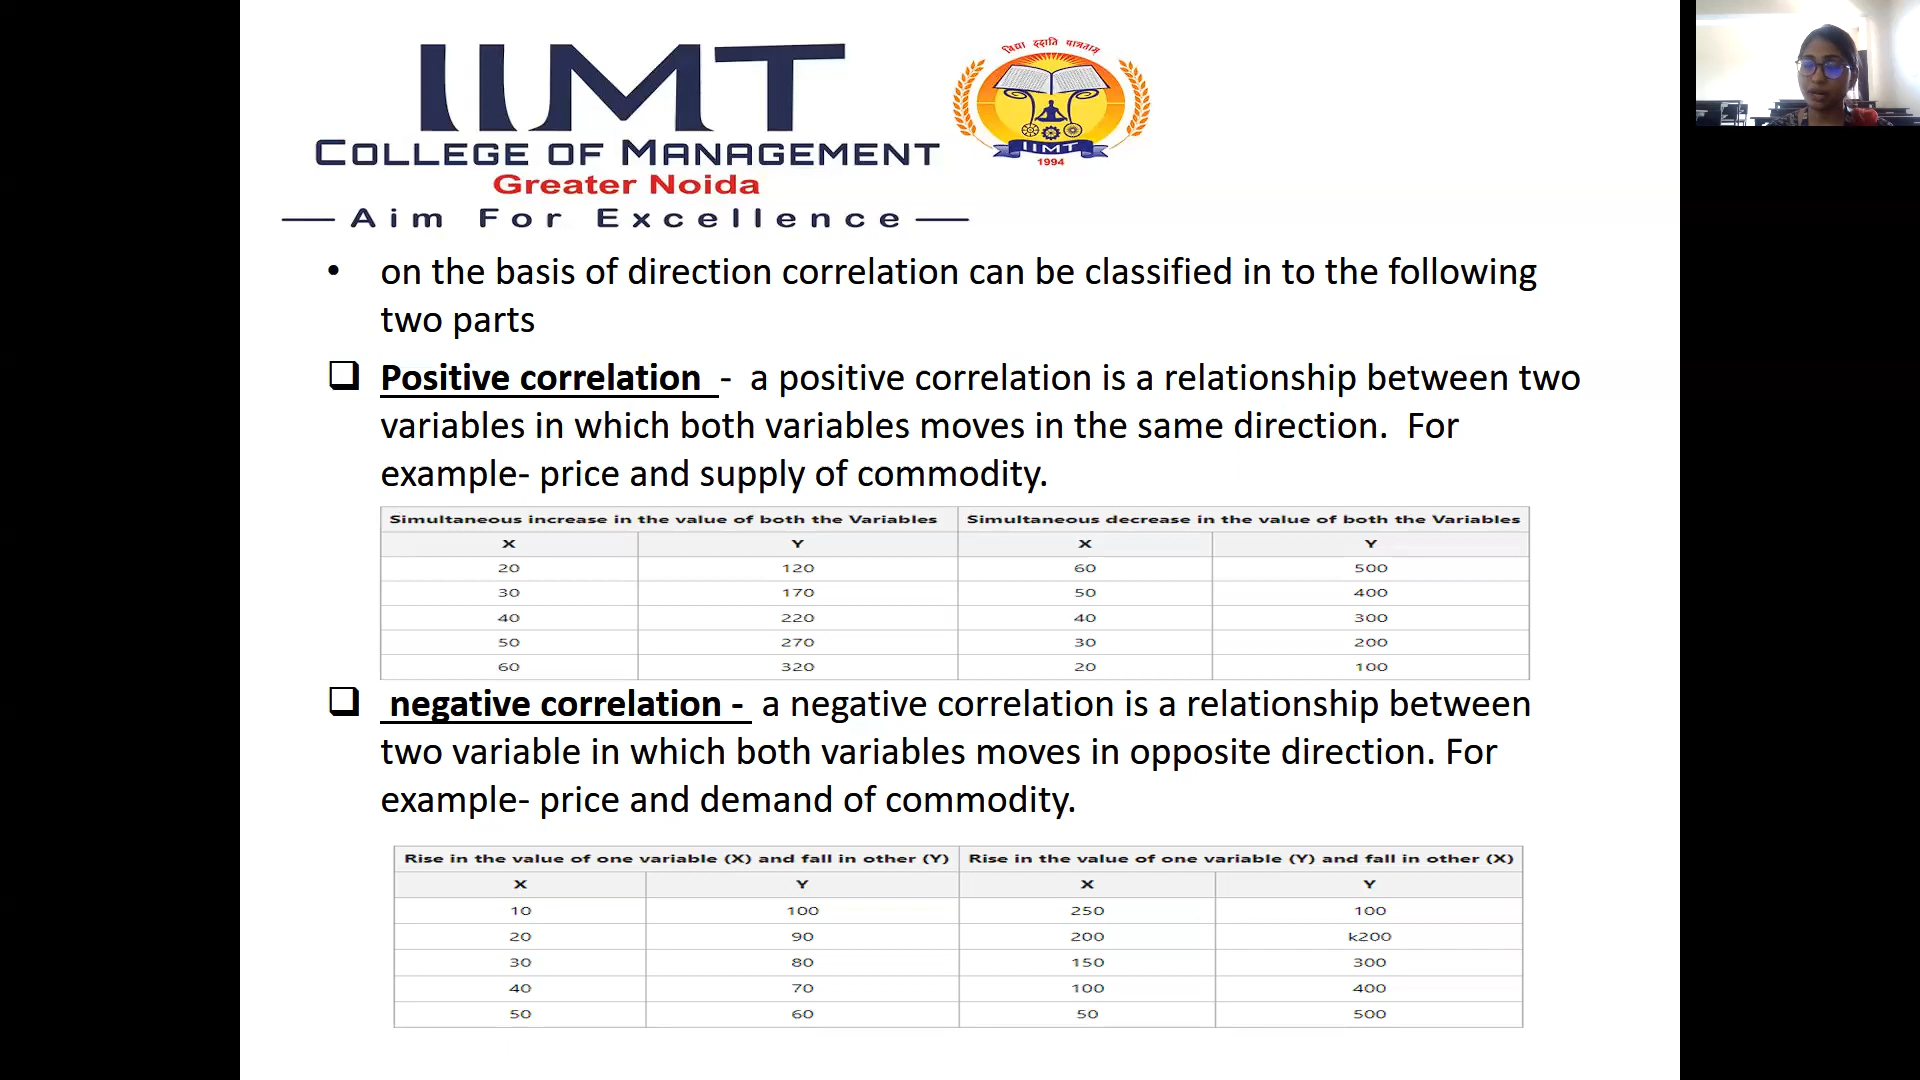 IIMT
COLLEGE OF MANAGEMENT
Greater Noida
Aim For Excellence
विद्या ददाति पात्रताम्
IIMT
1994
• on the basis of direction correlation can be classified in to the following
two parts
❑ Positive correlation - a positive correlation is a relationship between two
variables in which both variables moves in the same direction. For
example- price and supply of commodity.
Simultaneous increase in the value of both the Variables Simultaneous decrease in the value of both the Variables
X Y X Y
20 120 60 500
30 170 50 400
40 220 40 300
50 270 30 200
60 320 20 100
❑ negative correlation - a negative correlation is a relationship between
two variable in which both variables moves in opposite direction. For
example- price and demand of commodity.
Rise in the value of one variable (X) and fall in other (Y) Rise in the value of one variable (Y) and fall in other (X)
X Y X Y
10 100 250 100
20 90 200 k200
30 80 150 300
40 70 100 400
50 60 50 500